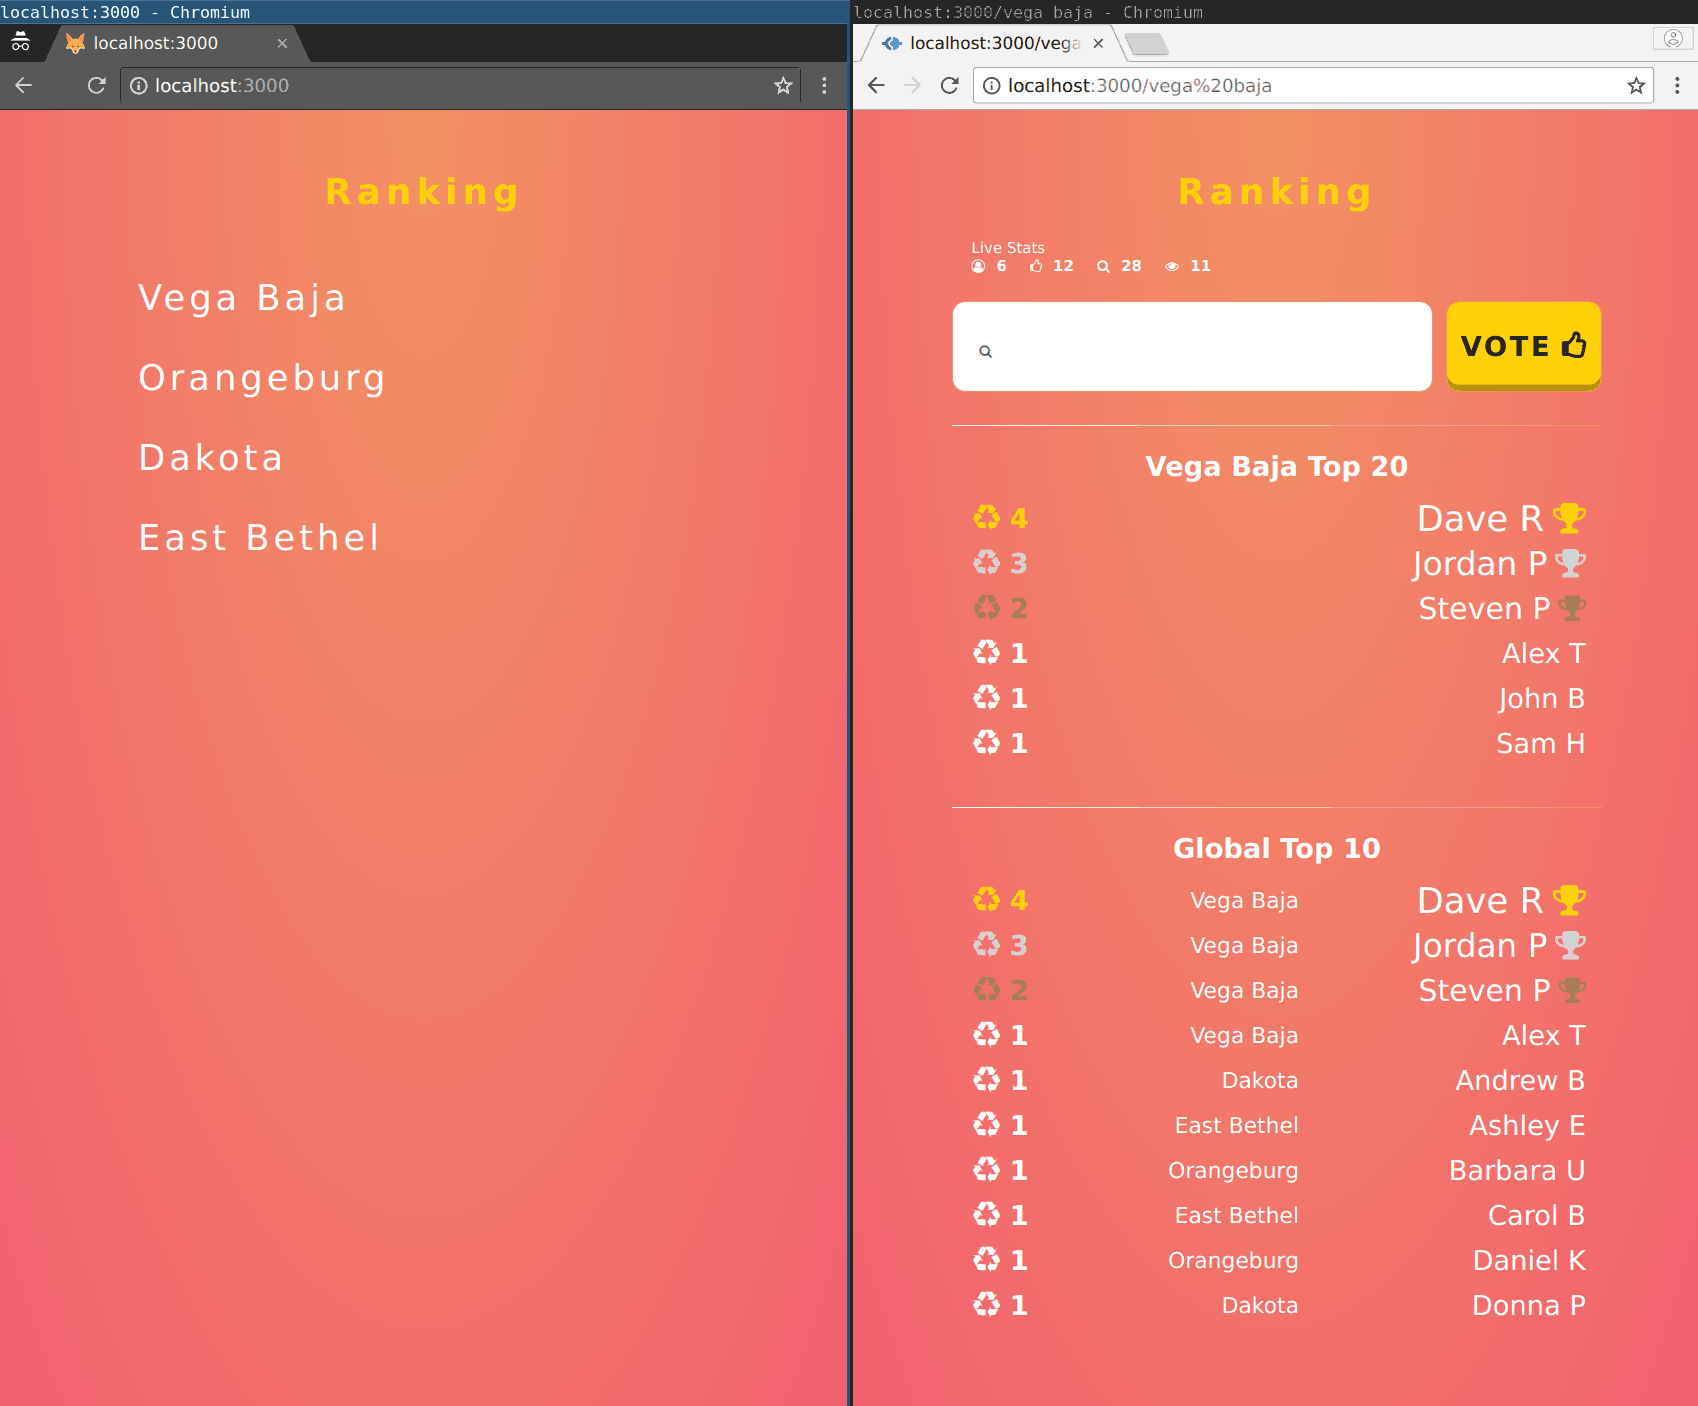 localhost:3000 - Chromium
localhost:3000
localhost:3000
Ranking
Vega Baja
Orangeburg
Dakota
East Bethel
localhost:3000/vega baja - Chromium
localhost:3000/vega
localhost:3000/vega%20baja
Ranking
Live Stats
6 12 28 11
VOTE
Vega Baja Top 20
4 Dave R
3 Jordan P
2 Steven P
1 Alex T
1 John B
1 Sam H
Global Top 10
4 Vega Baja Dave R
3 Vega Baja Jordan P
2 Vega Baja Steven P
1 Vega Baja Alex T
1 Dakota Andrew B
1 East Bethel Ashley E
1 Orangeburg Barbara U
1 East Bethel Carol B
1 Orangeburg Daniel K
1 Dakota Donna P